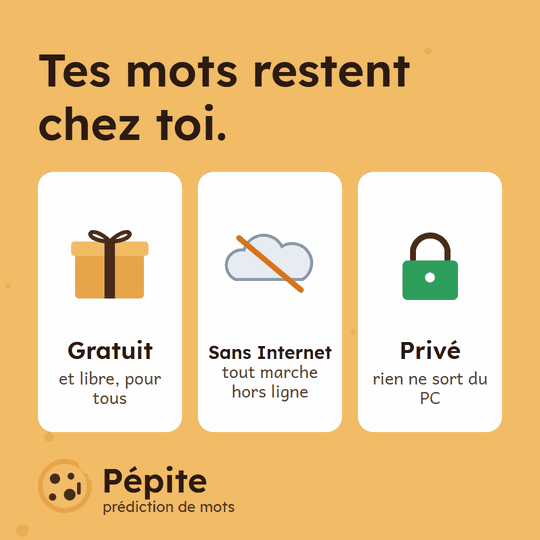 Tes mots restent
chez toi.
Gratuit
et libre, pour
tous
Sans Internet
tout marche
hors ligne
Privé
rien ne sort du
PC
Pépite
prédiction de mots